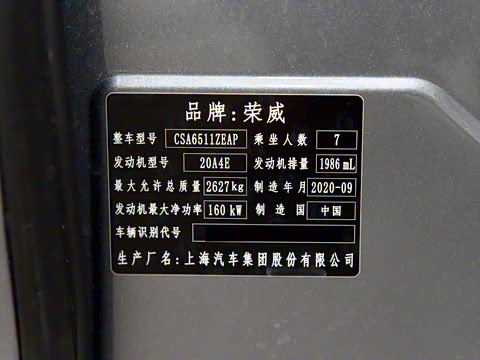 品牌:荣威
整车型号 CSA6511ZEAP 乘坐人数 7
发动机型号 20A4E 发动机排量 1986 mL
最大允许总质量 2627kg 制造年月 2020-09
发动机最大净功率 160 kW 制造国 中国
车辆识别代号
生产厂名:上海汽车集团股份有限公司